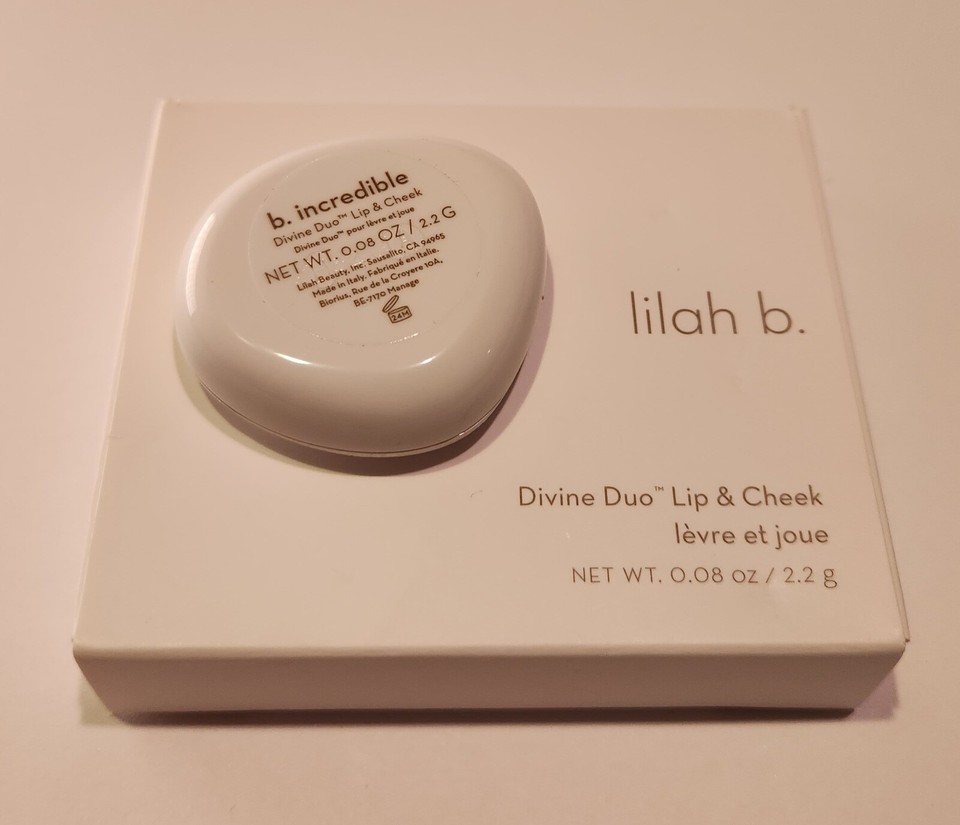 b. incredible
Divine Duo™ Lip & Cheek
Divine Duo™ pour lèvre et joue
NET WT. 0.08 OZ / 2.2 G
Lilah Beauty, Inc. Sausalito, CA 94965
Made in Italy. Fabriqué en Italie.
Biorius, Rue de la Croyere 10A,
BE-7170 Manage
24M
lilah b.
Divine Duo™ Lip & Cheek
lèvre et joue
NET WT. 0.08 oz / 2.2 g